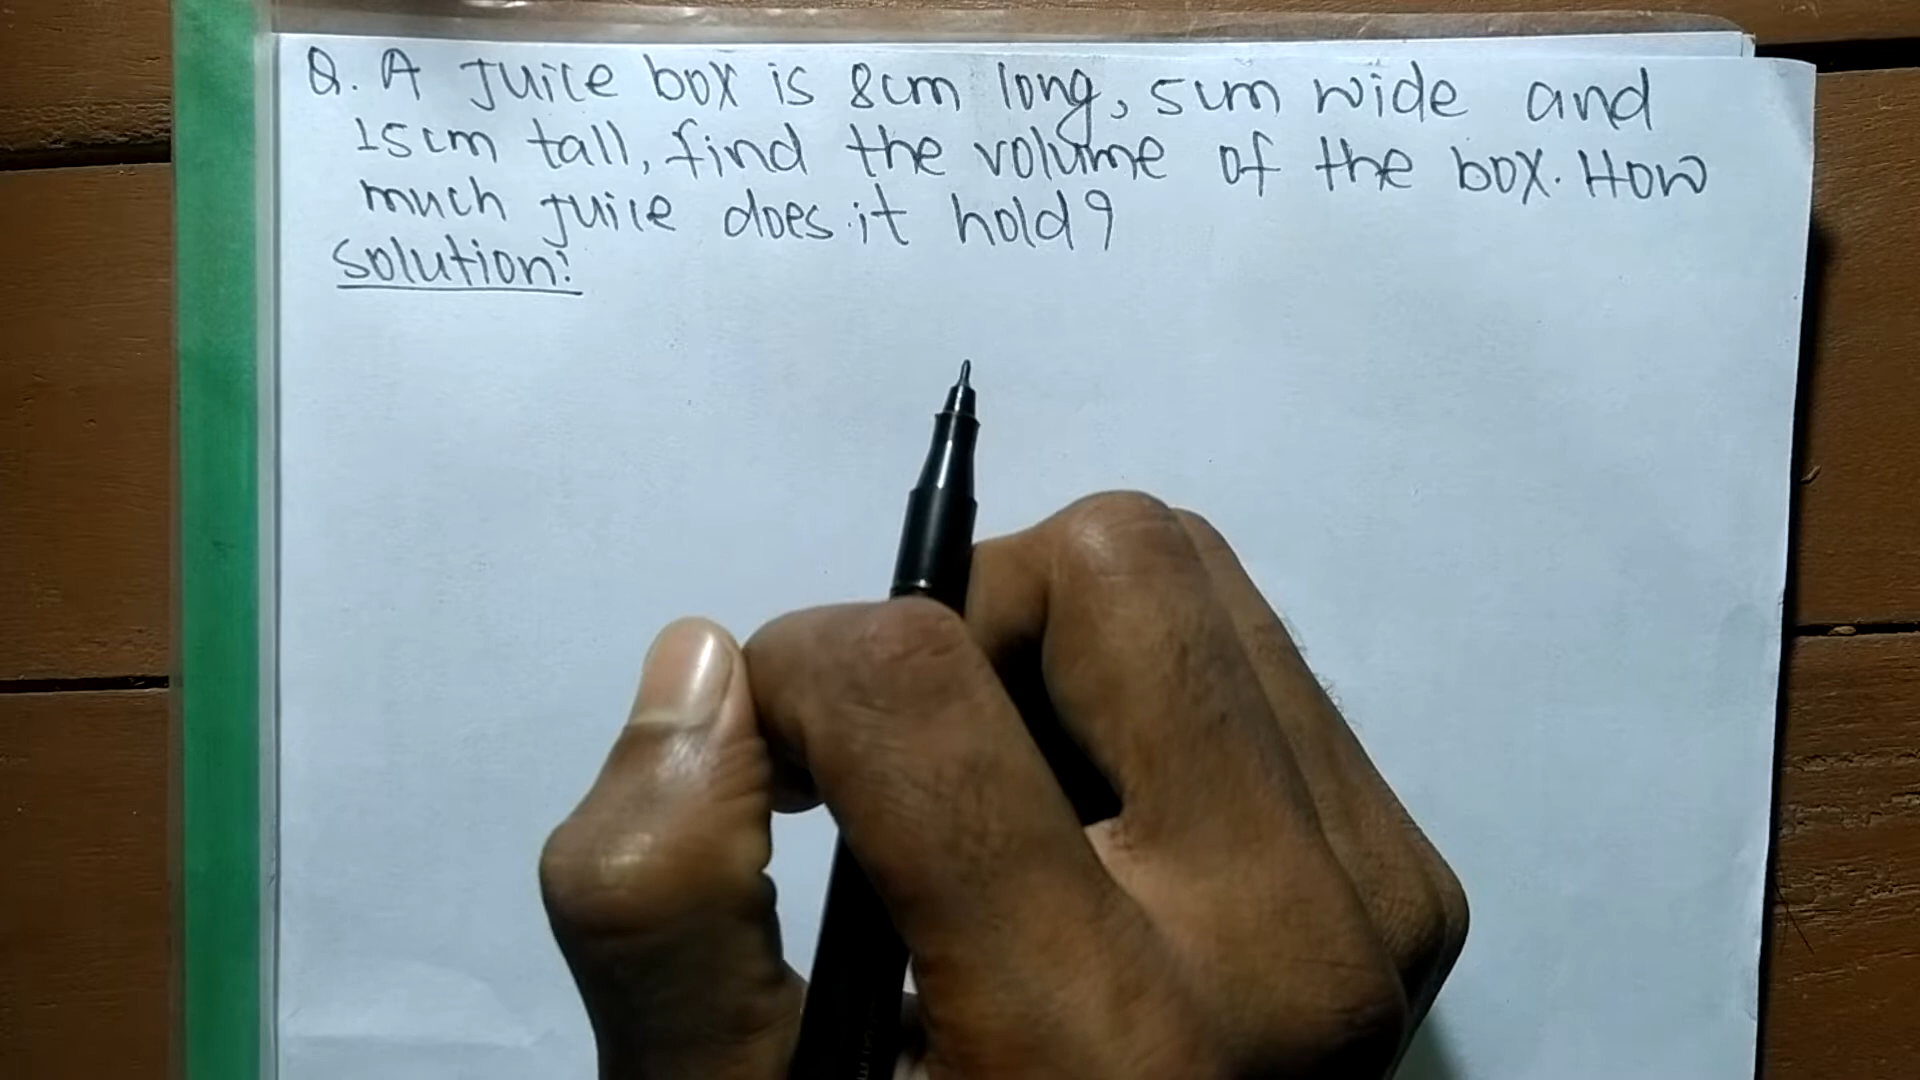 Q. A Juice box is 8cm long, 5cm wide and
15cm tall, find the volume of the box. How
much juice does it hold?
Solution: